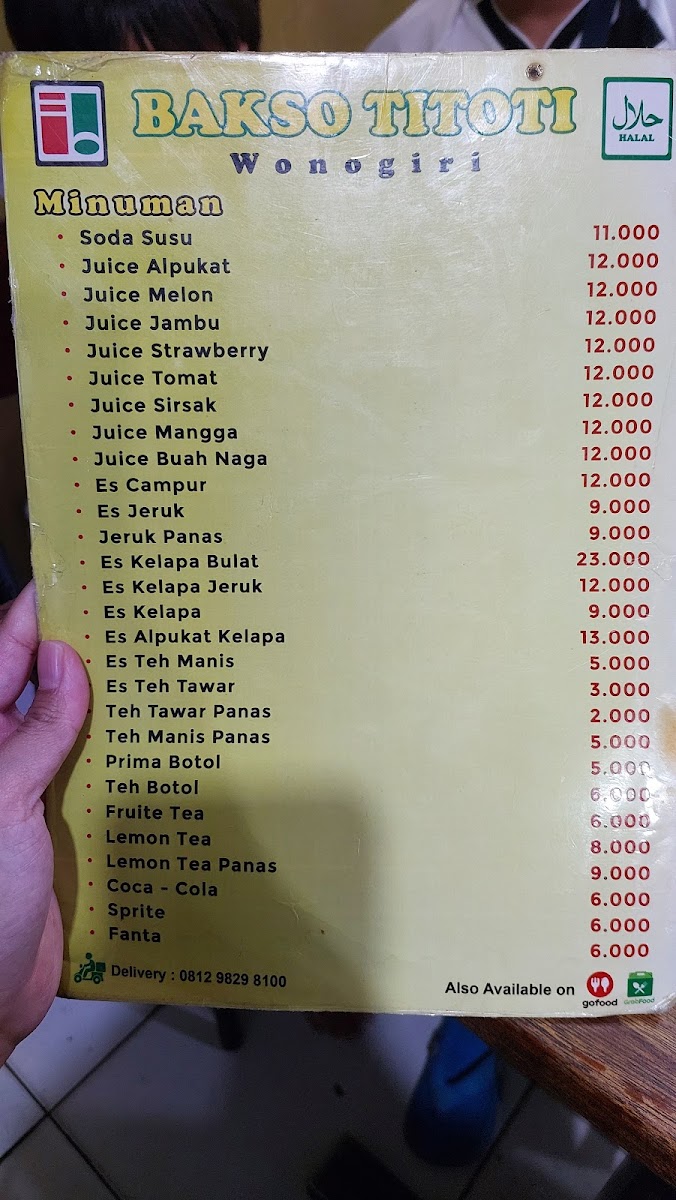 BAKSO TITOTI
Wonogiri
حلال
HALAL
Minuman
• Soda Susu 11.000
• Juice Alpukat 12.000
• Juice Melon 12.000
• Juice Jambu 12.000
• Juice Strawberry 12.000
• Juice Tomat 12.000
• Juice Sirsak 12.000
• Juice Mangga 12.000
• Juice Buah Naga 12.000
• Es Campur 12.000
• Es Jeruk 9.000
• Jeruk Panas 9.000
• Es Kelapa Bulat 23.000
• Es Kelapa Jeruk 12.000
• Es Kelapa 9.000
• Es Alpukat Kelapa 13.000
• Es Teh Manis 5.000
• Es Teh Tawar 3.000
• Teh Tawar Panas 2.000
• Teh Manis Panas 5.000
• Prima Botol 5.000
• Teh Botol 6.000
• Fruite Tea 6.000
• Lemon Tea 8.000
• Lemon Tea Panas 9.000
• Coca - Cola 6.000
• Sprite 6.000
• Fanta 6.000
Delivery : 0812 9829 8100
Also Available on
gofood
GrabFood